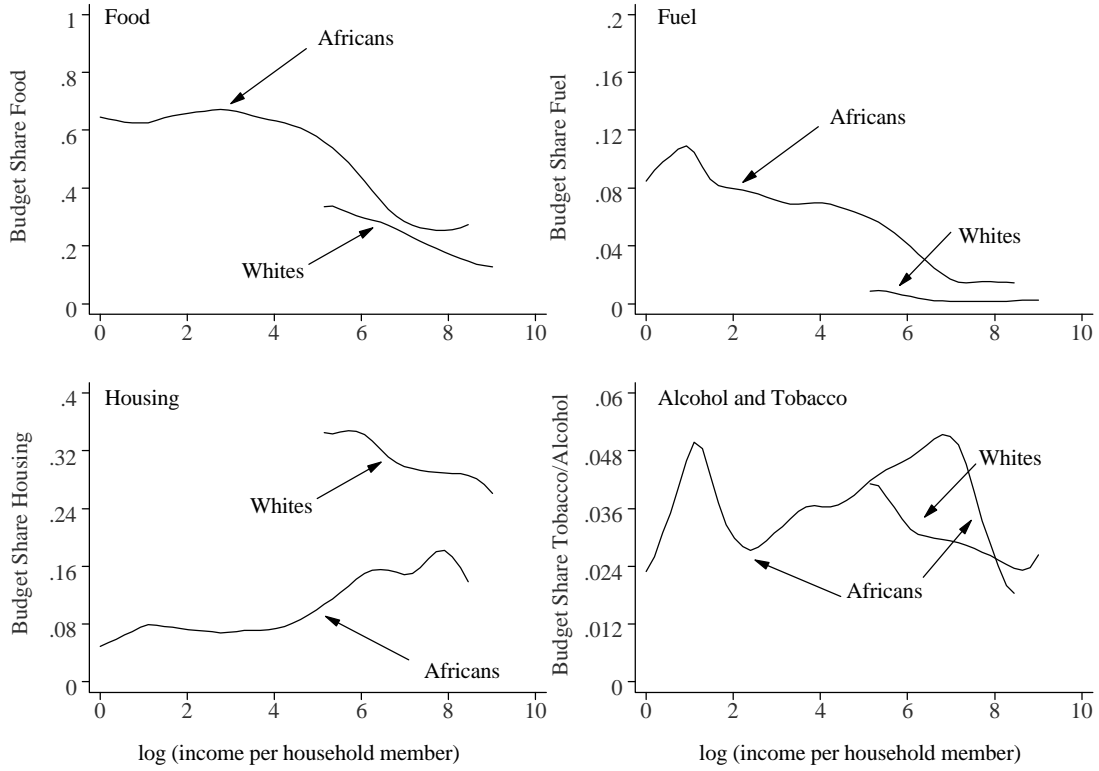 Food
Africans
Whites
Budget Share Food
1
.8
.6
.4
.2
0
0 2 4 6 8 10
Fuel
Africans
Whites
Budget Share Fuel
.2
.16
.12
.08
.04
0
0 2 4 6 8 10
Housing
Whites
Africans
Budget Share Housing
.4
.32
.24
.16
.08
0
0 2 4 6 8 10
log (income per household member)
Alcohol and Tobacco
Whites
Africans
Budget Share Tobacco/Alcohol
.06
.048
.036
.024
.012
0
0 2 4 6 8 10
log (income per household member)